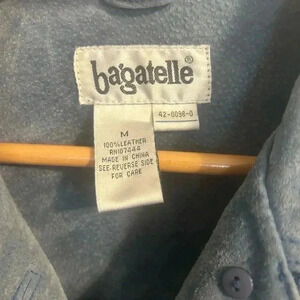 bagatelle®
42-0098-0
M
100% LEATHER
RN107444
MADE IN CHINA
SEE REVERSE SIDE
FOR CARE